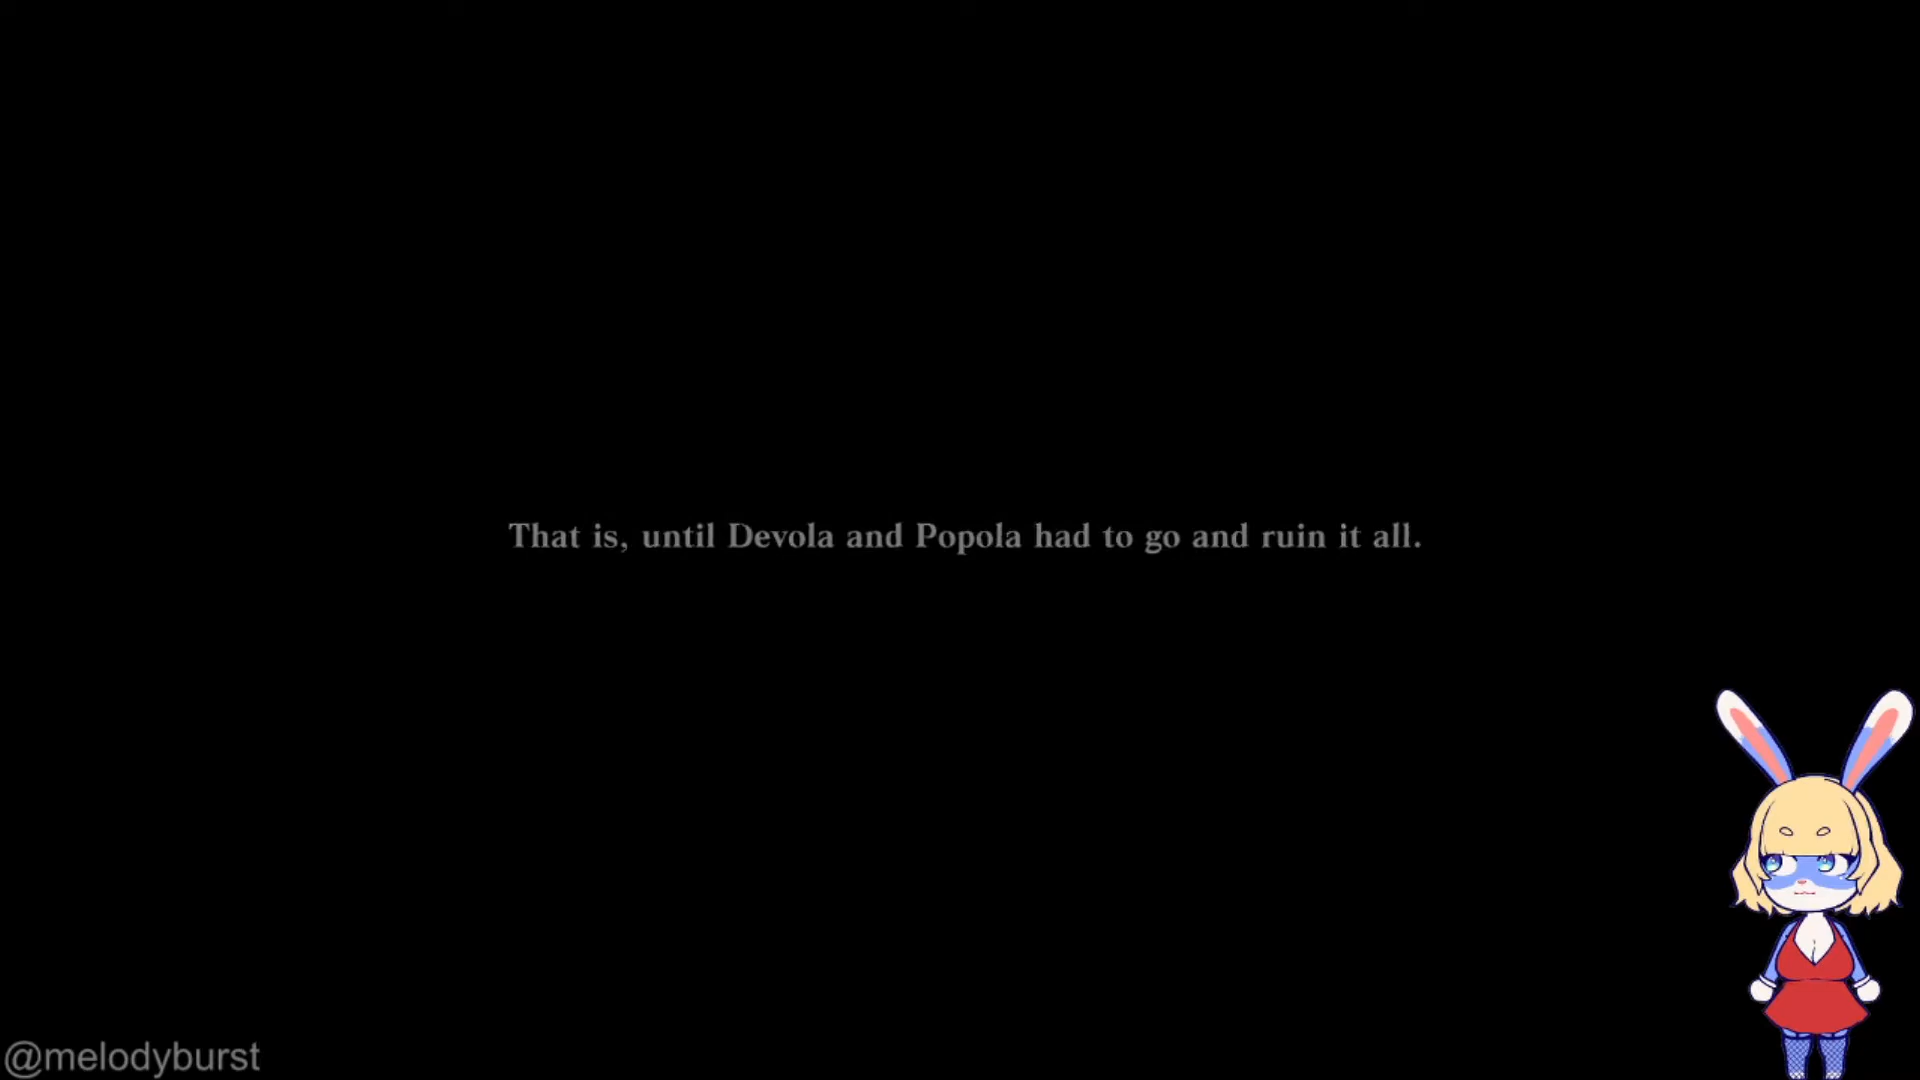 That is, until Devola and Popola had to go and ruin it all.
@melodyburst